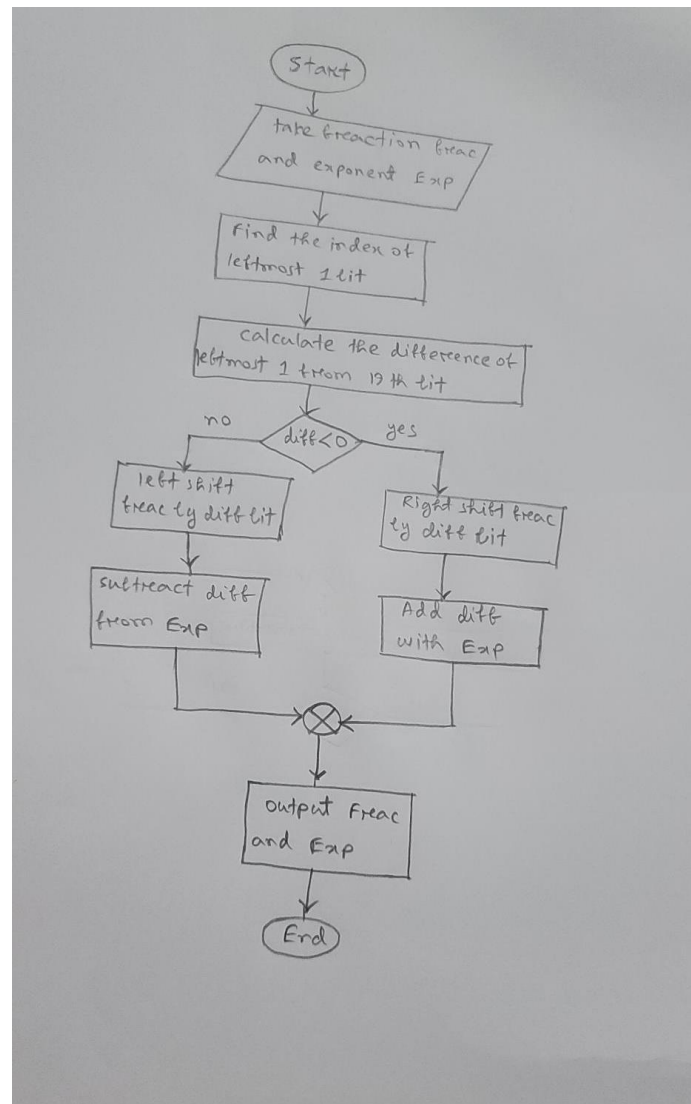 Start
take freaction freac
and exponent Exp
Find the index of
leftmost 1 bit
Calculate the difference of
leftmost 1 from 19 th bit
no
diff<0
yes
left shift
freac by diff bit
Right shift freac
by diff bit
subtreact diff
from Exp
Add diff
with Exp
output Freac
and Exp
End